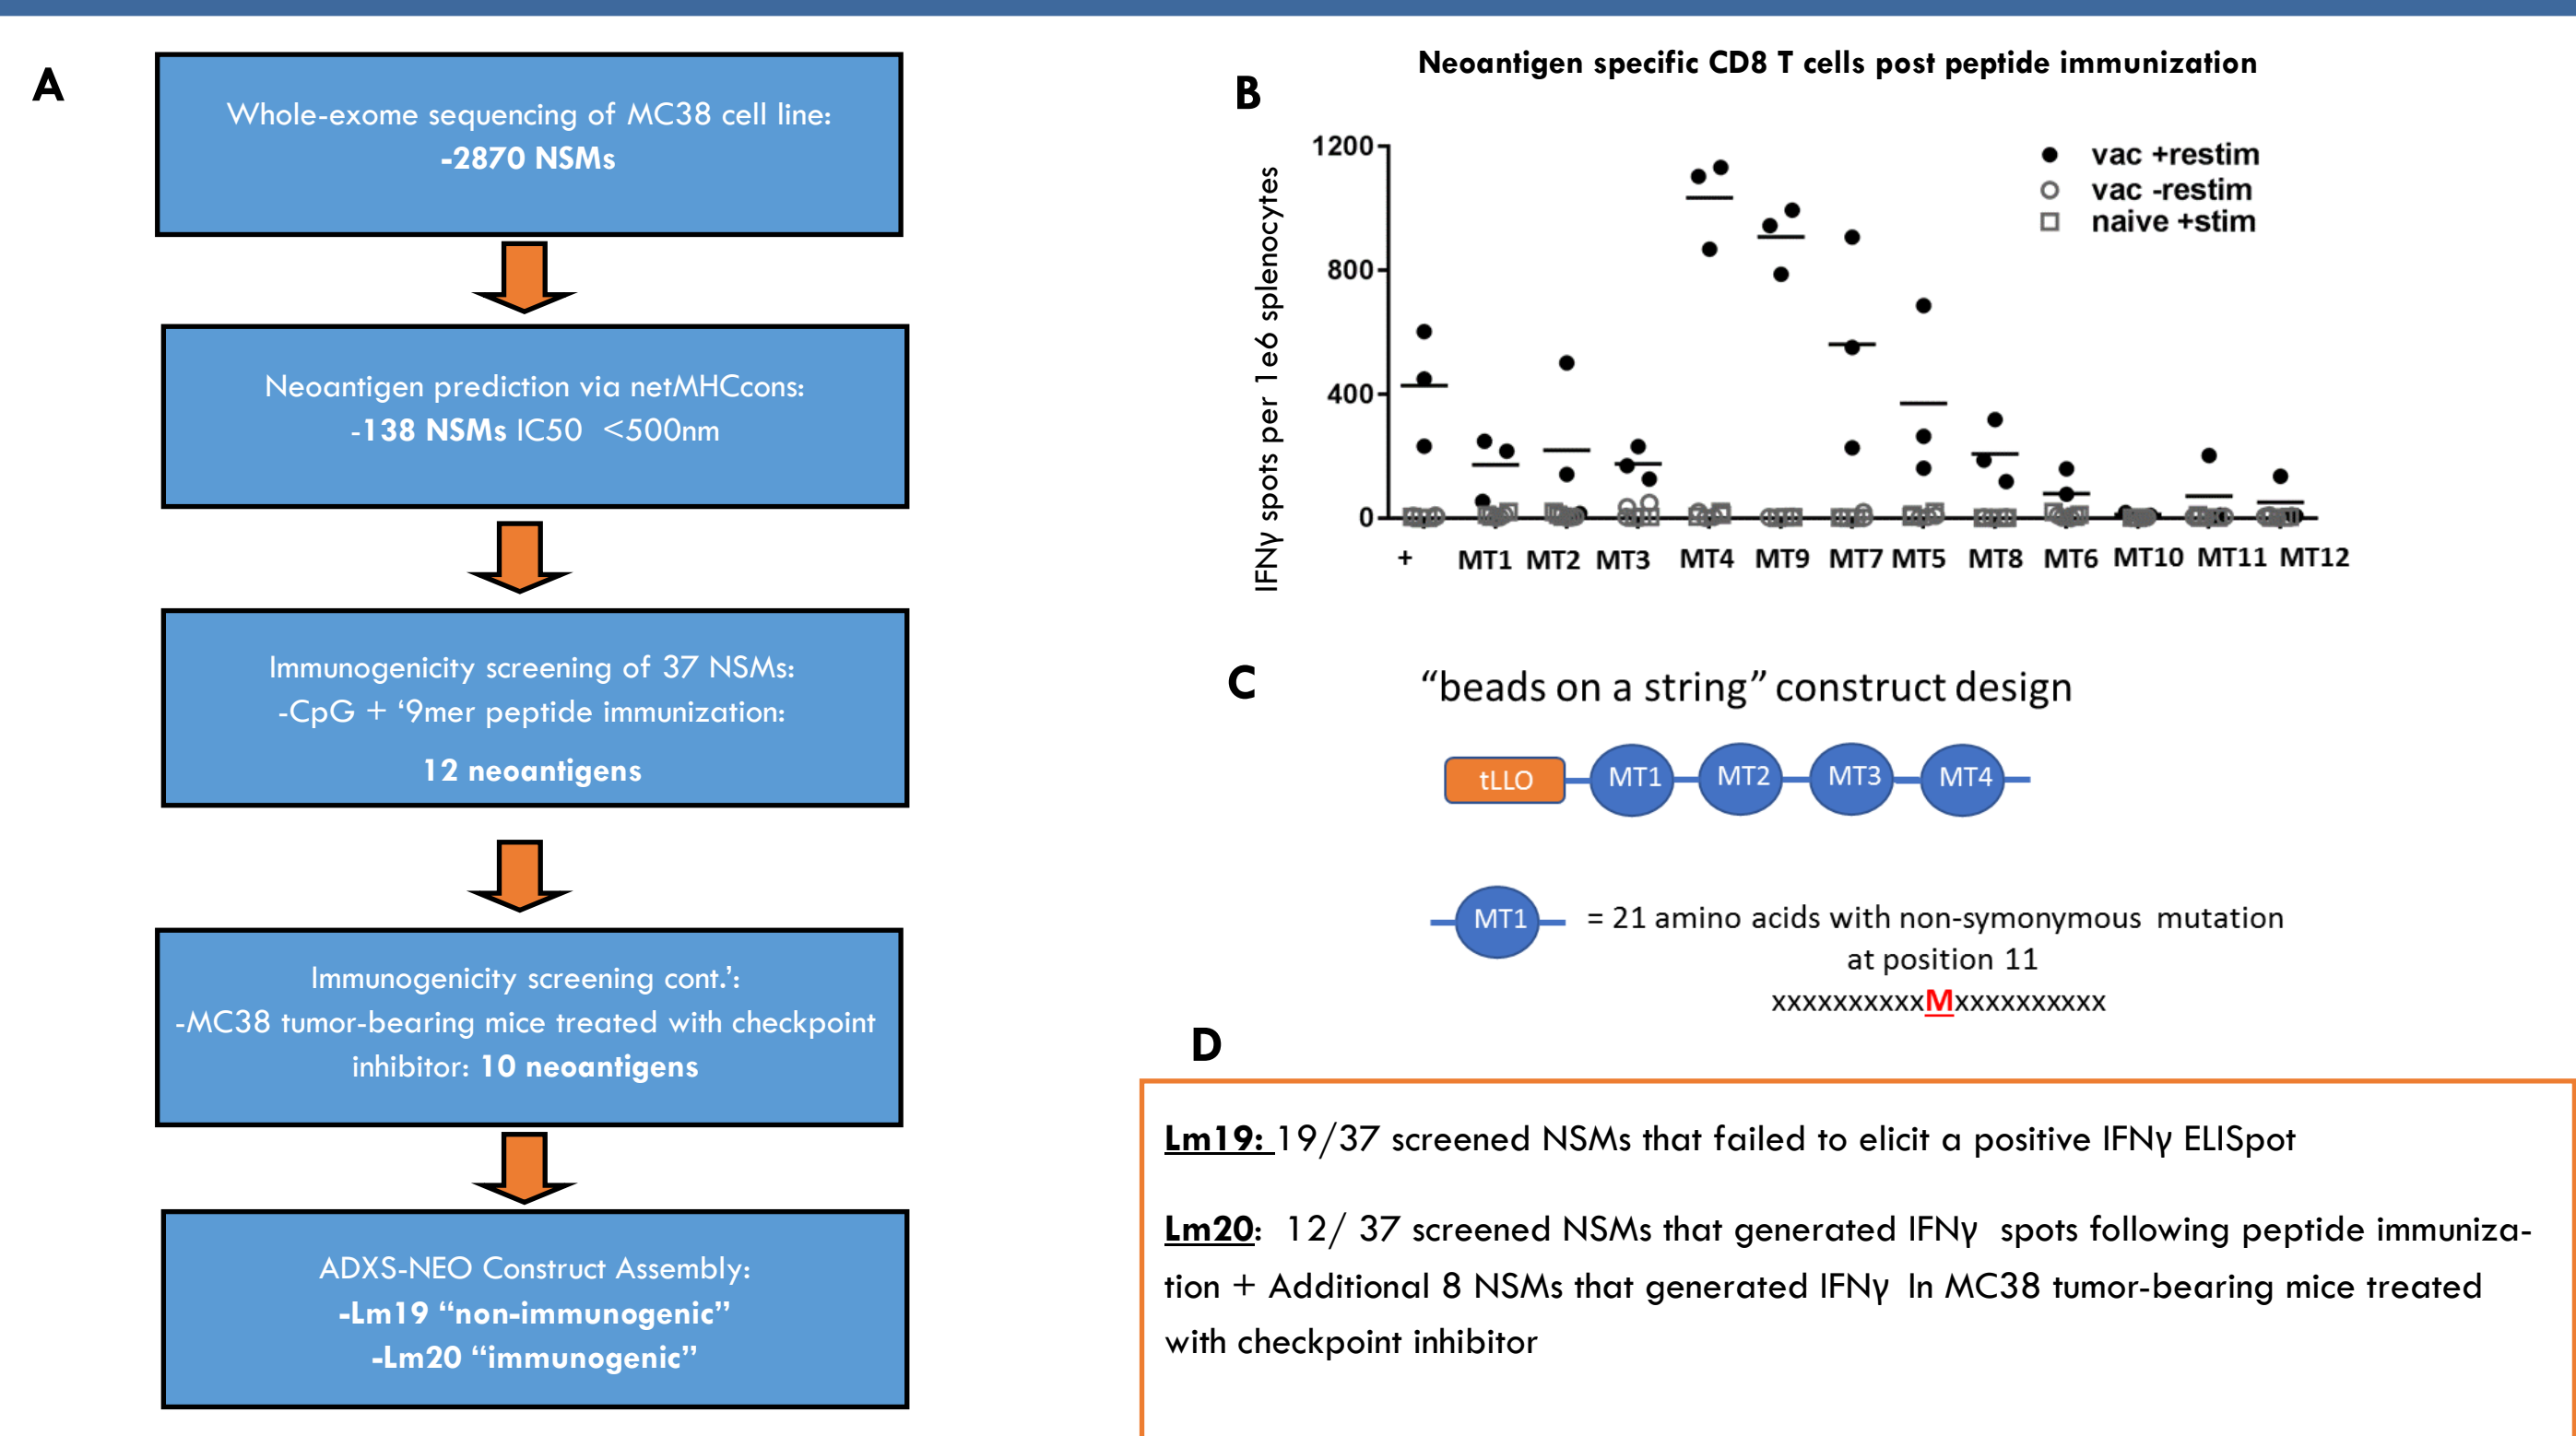 A
Whole-exome sequencing of MC38 cell line:
-2870 NSMs
Neoantigen prediction via netMHCcons:
-138 NSMs IC50 <500nm
Immunogenicity screening of 37 NSMs:
-CpG + ‘9mer peptide immunization:
12 neoantigens
Immunogenicity screening cont.’:
-MC38 tumor-bearing mice treated with checkpoint
inhibitor: 10 neoantigens
ADXS-NEO Construct Assembly:
-Lm19 “non-immunogenic”
-Lm20 “immunogenic”
B
Neoantigen specific CD8 T cells post peptide immunization
IFNγ spots per 1e6 splenocytes
1200
800
400
0
vac +restim
vac -restim
naive +stim
+ MT1 MT2 MT3 MT4 MT9 MT7 MT5 MT8 MT6 MT10 MT11 MT12
C
“beads on a string” construct design
tLLO MT1 MT2 MT3 MT4
MT1 = 21 amino acids with non-symonymous mutation
at position 11
xxxxxxxxxxMxxxxxxxxxx
D
Lm19: 19/37 screened NSMs that failed to elicit a positive IFNγ ELISpot
Lm20: 12/ 37 screened NSMs that generated IFNγ spots following peptide immuniza-
tion + Additional 8 NSMs that generated IFNγ In MC38 tumor-bearing mice treated
with checkpoint inhibitor